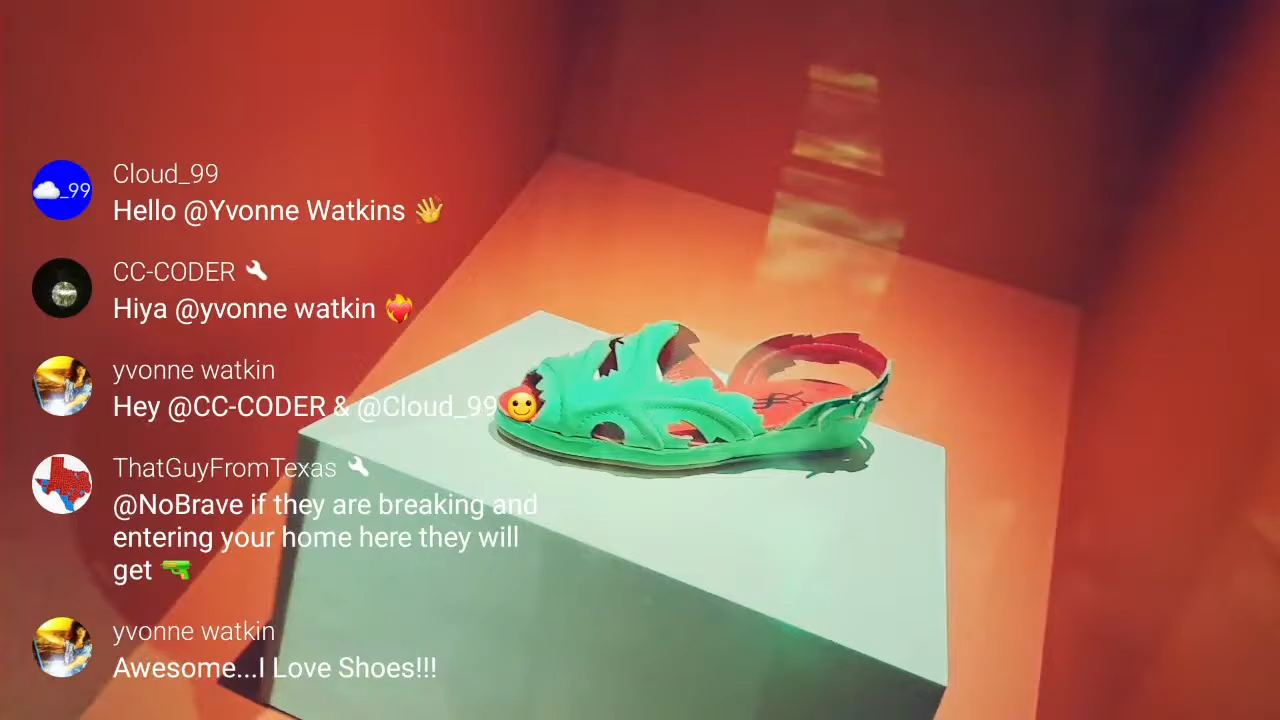 Cloud_99
_99
Hello @Yvonne Watkins 👋
CC-CODER 🔧
Hiya @yvonne watkin ❤️‍🔥
yvonne watkin
Hey @CC-CODER & @Cloud_99 🙂
ThatGuyFromTexas 🔧
@NoBrave if they are breaking and
entering your home here they will
get 🔫
yvonne watkin
Awesome...I Love Shoes!!!